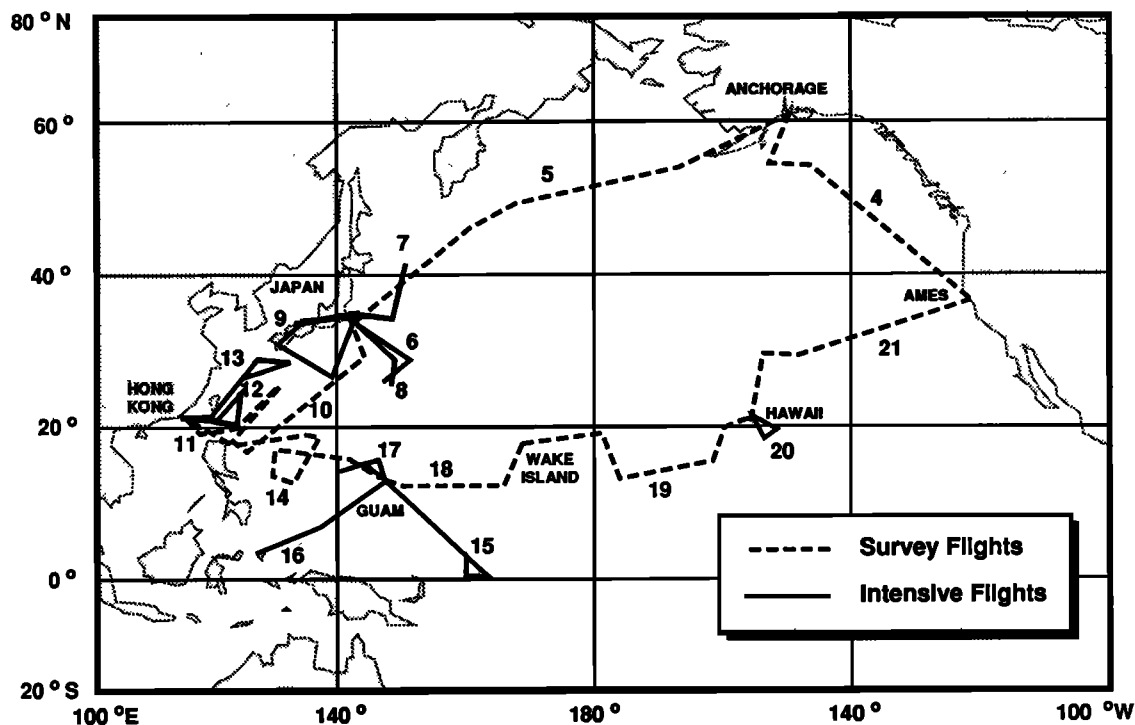 80 ° N
ANCHORAGE
60 °
5
4
7
40 °
JAPAN
AMES
9
6
21
13
8
HONG
KONG
12
10
HAWAII
20 °
11
17
18
WAKE
ISLAND
20
14
19
GUAM
16
15
Survey Flights
0 °
Intensive Flights
20 ° S
100 °E
140 °
180 °
140 °
100 °W